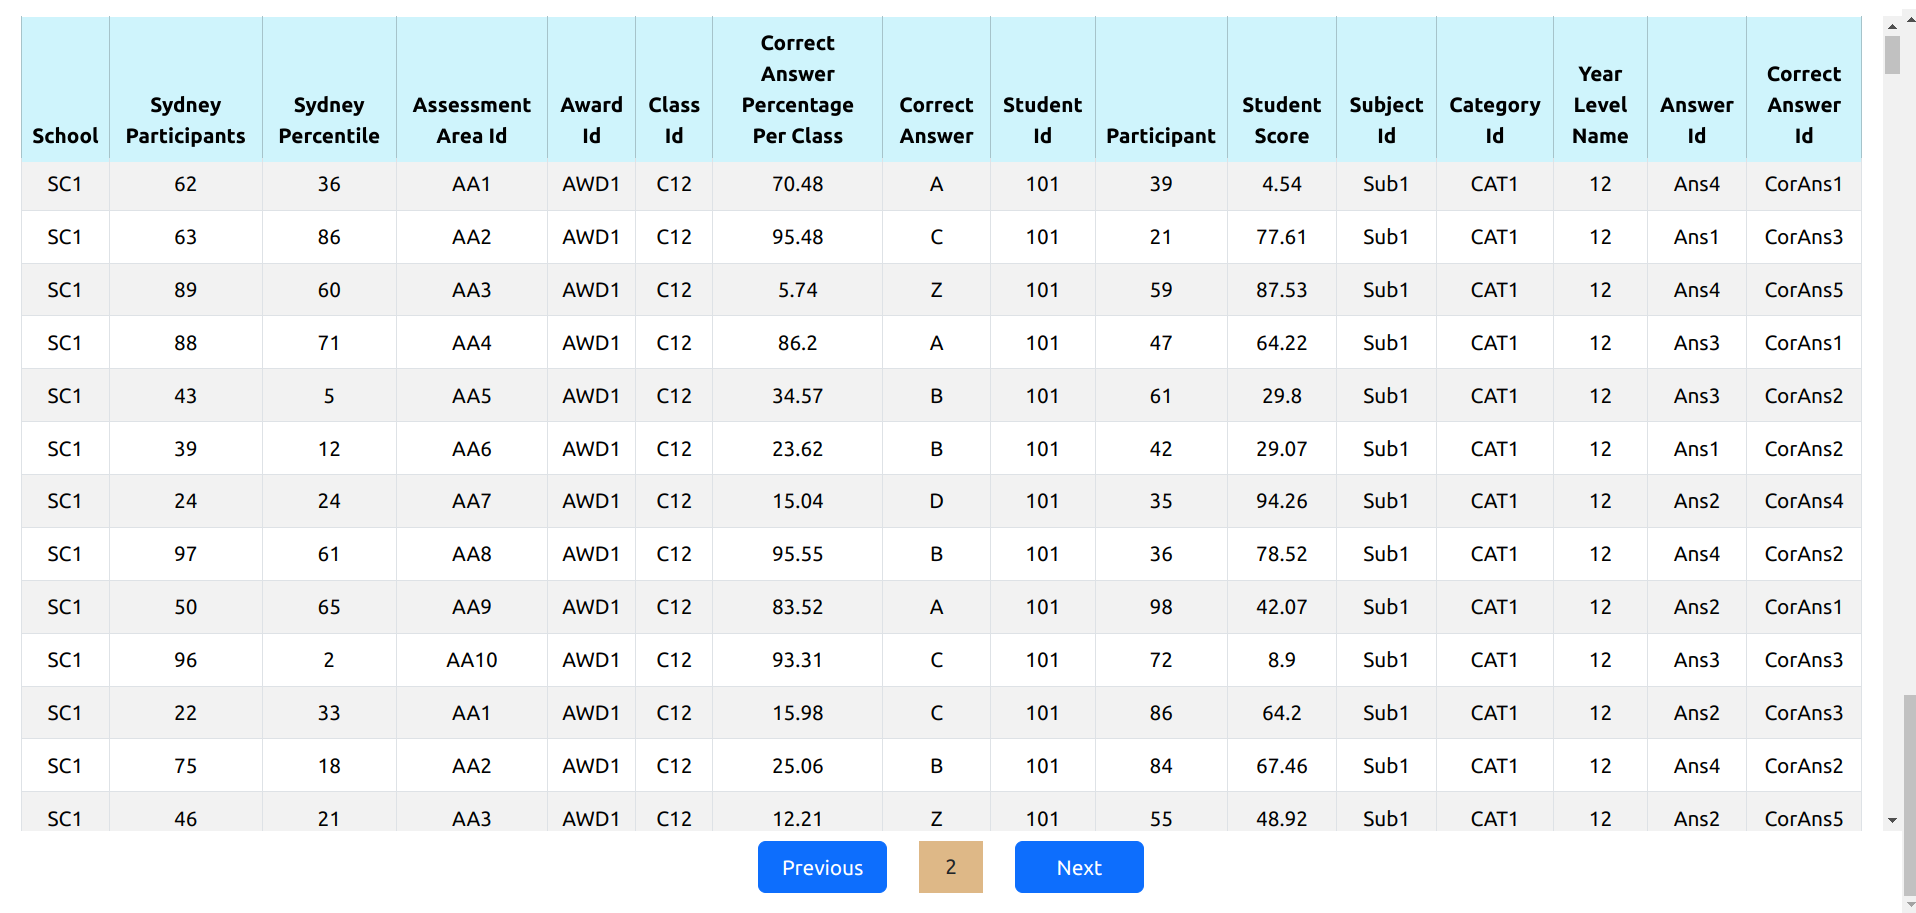 School Sydney Participants Sydney Percentile Assessment Area Id Award Id Class Id Correct Answer Percentage Per Class Correct Answer Student Id Participant Student Score Subject Id Category Id Year Level Name Answer Id Correct Answer Id
SC1 62 36 AA1 AWD1 C12 70.48 A 101 39 4.54 Sub1 CAT1 12 Ans4 CorAns1
SC1 63 86 AA2 AWD1 C12 95.48 C 101 21 77.61 Sub1 CAT1 12 Ans1 CorAns3
SC1 89 60 AA3 AWD1 C12 5.74 Z 101 59 87.53 Sub1 CAT1 12 Ans4 CorAns5
SC1 88 71 AA4 AWD1 C12 86.2 A 101 47 64.22 Sub1 CAT1 12 Ans3 CorAns1
SC1 43 5 AA5 AWD1 C12 34.57 B 101 61 29.8 Sub1 CAT1 12 Ans3 CorAns2
SC1 39 12 AA6 AWD1 C12 23.62 B 101 42 29.07 Sub1 CAT1 12 Ans1 CorAns2
SC1 24 24 AA7 AWD1 C12 15.04 D 101 35 94.26 Sub1 CAT1 12 Ans2 CorAns4
SC1 97 61 AA8 AWD1 C12 95.55 B 101 36 78.52 Sub1 CAT1 12 Ans4 CorAns2
SC1 50 65 AA9 AWD1 C12 83.52 A 101 98 42.07 Sub1 CAT1 12 Ans2 CorAns1
SC1 96 2 AA10 AWD1 C12 93.31 C 101 72 8.9 Sub1 CAT1 12 Ans3 CorAns3
SC1 22 33 AA1 AWD1 C12 15.98 C 101 86 64.2 Sub1 CAT1 12 Ans2 CorAns3
SC1 75 18 AA2 AWD1 C12 25.06 B 101 84 67.46 Sub1 CAT1 12 Ans4 CorAns2
SC1 46 21 AA3 AWD1 C12 12.21 Z 101 55 48.92 Sub1 CAT1 12 Ans2 CorAns5
Previous 2 Next